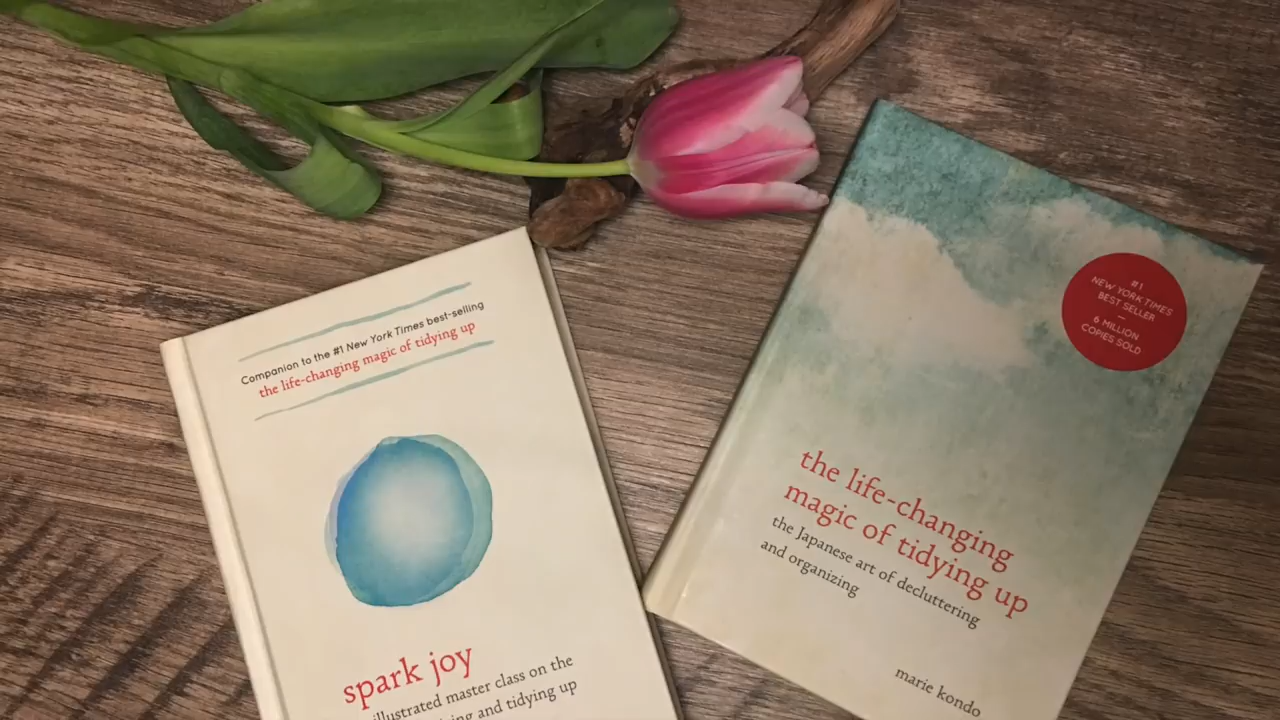 Companion to the #1 New York Times best-selling
the life-changing magic of tidying up
spark joy
illustrated master class on the
and tidying up
#1
NEW YORK TIMES
BEST SELLER
—
6 MILLION
COPIES SOLD
the life-changing
magic of tidying up
the Japanese art of decluttering
and organizing
marie kondo